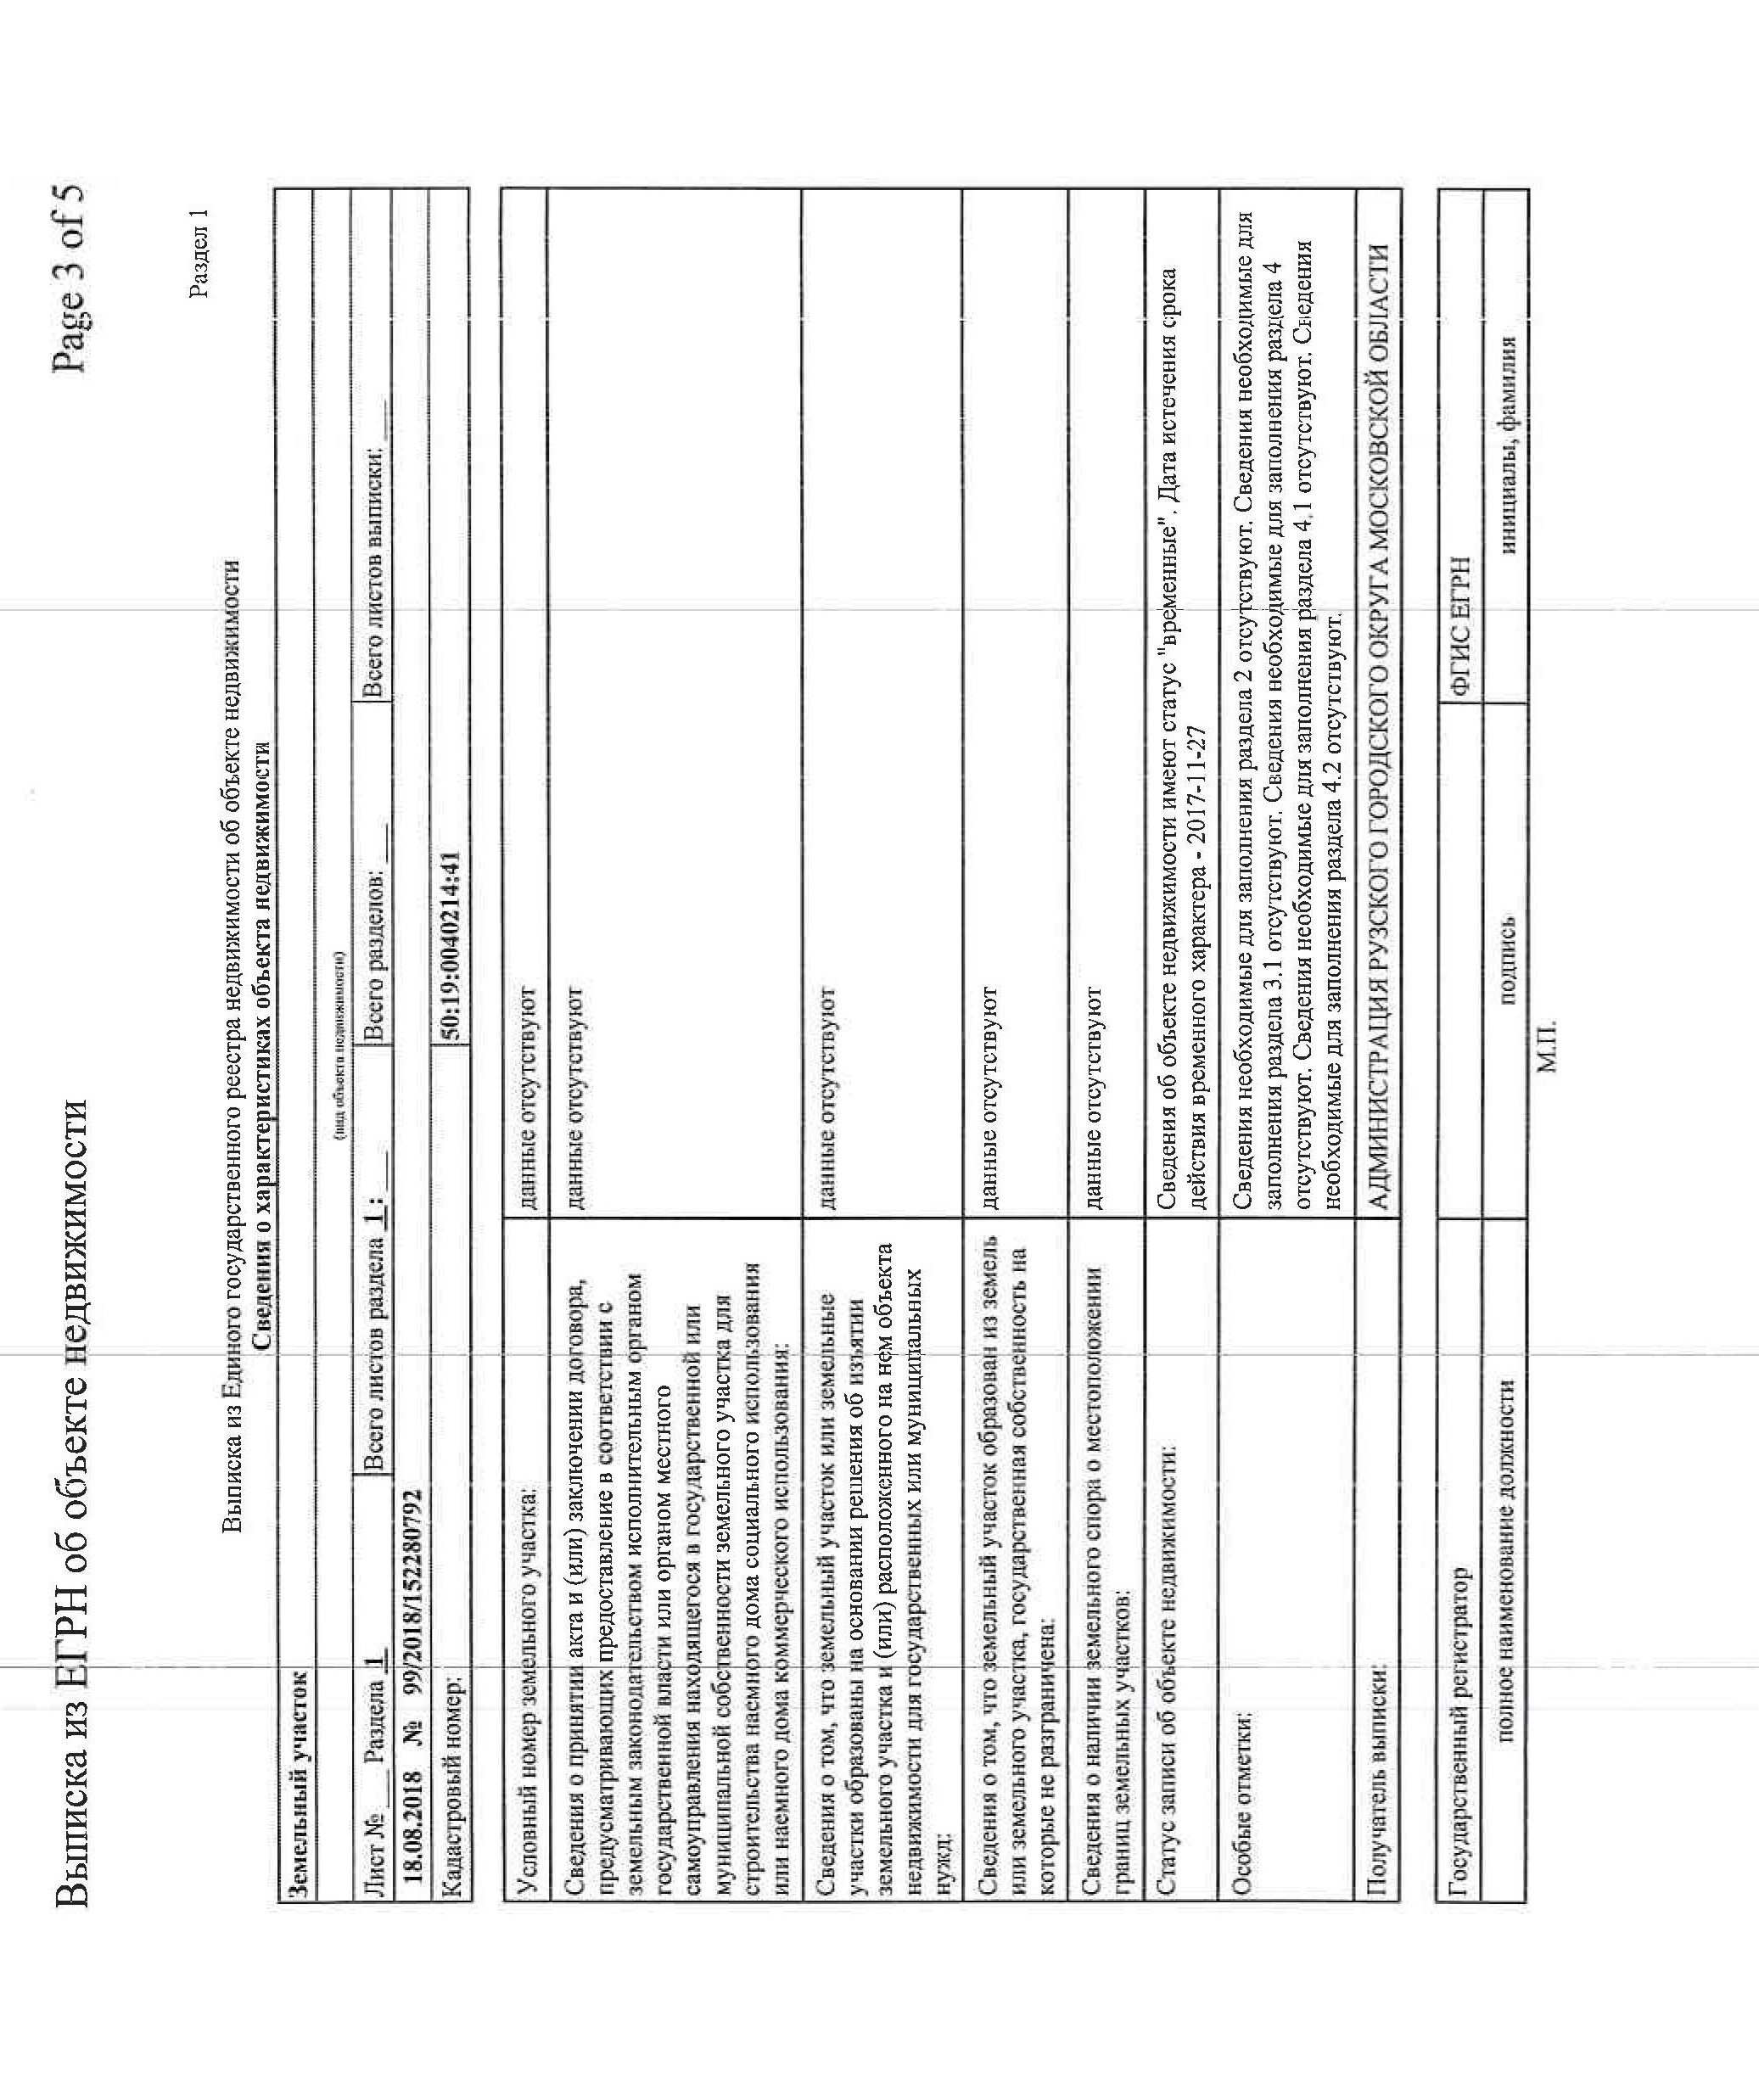 Выписка из ЕГРН об объекте недвижимости
Page 3 of 5
Раздел 1
Выписка из Единого государственного реестра недвижимости об объекте недвижимости
Сведения о характеристиках объекта недвижимости
Земельный участок
(вид объекта недвижимости)
Лист № ___ Раздела 1
Всего листов раздела 1: ___
Всего разделов: ___
Всего листов выписки: ___
18.08.2018 № 99/2018/152280792
Кадастровый номер:
50:19:0040214:41
Условный номер земельного участка:
данные отсутствуют
Сведения о принятии акта и (или) заключении договора,
предусматривающих предоставление в соответствии с
земельным законодательством исполнительным органом
государственной власти или органом местного
самоуправления находящегося в государственной или
муниципальной собственности земельного участка для
строительства наемного дома социального использования
или наемного дома коммерческого использования:
данные отсутствуют
Сведения о том, что земельный участок или земельные
участки образованы на основании решения об изъятии
земельного участка и (или) расположенного на нем объекта
недвижимости для государственных или муниципальных
нужд:
данные отсутствуют
Сведения о том, что земельный участок образован из земель
или земельного участка, государственная собственность на
которые не разграничена:
данные отсутствуют
Сведения о наличии земельного спора о местоположении
границ земельных участков:
данные отсутствуют
Статус записи об объекте недвижимости:
Сведения об объекте недвижимости имеют статус "временные". Дата истечения срока
действия временного характера - 2017-11-27
Особые отметки:
Сведения необходимые для заполнения раздела 2 отсутствуют. Сведения необходимые для
заполнения раздела 3.1 отсутствуют. Сведения необходимые для заполнения раздела 4
отсутствуют. Сведения необходимые для заполнения раздела 4.1 отсутствуют. Сведения
необходимые для заполнения раздела 4.2 отсутствуют.
Получатель выписки:
АДМИНИСТРАЦИЯ РУЗСКОГО ГОРОДСКОГО ОКРУГА МОСКОВСКОЙ ОБЛАСТИ
Государственный регистратор
ФГИС ЕГРН
полное наименование должности
подпись
инициалы, фамилия
М.П.